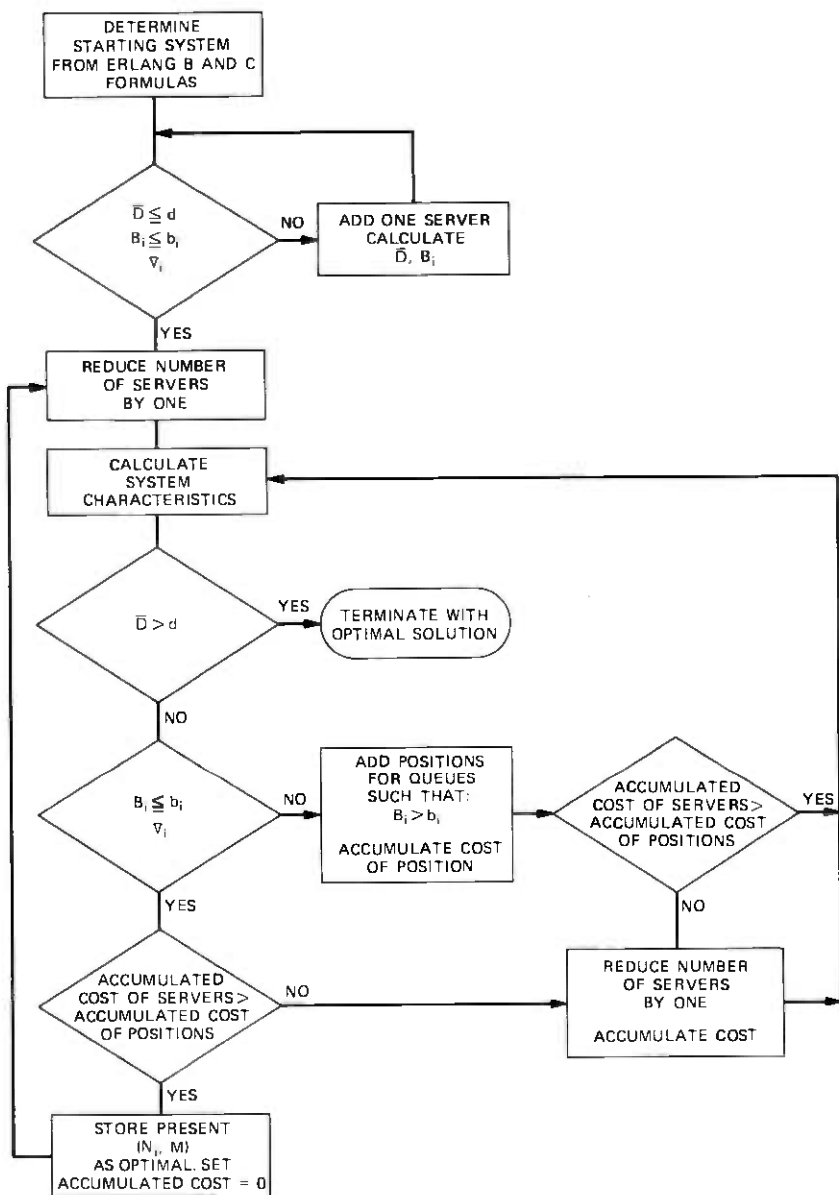 DETERMINE
STARTING SYSTEM
FROM ERLANG B AND C
FORMULAS
D̄ ≦ d
Bᵢ ≦ bᵢ
∇ᵢ
NO
ADD ONE SERVER
CALCULATE
D̄, Bᵢ
YES
REDUCE NUMBER
OF SERVERS
BY ONE
CALCULATE
SYSTEM
CHARACTERISTICS
D̄ > d
YES
TERMINATE WITH
OPTIMAL SOLUTION
NO
Bᵢ ≦ bᵢ
∇ᵢ
NO
ADD POSITIONS
FOR QUEUES
SUCH THAT:
Bᵢ > bᵢ
ACCUMULATE COST
OF POSITION
ACCUMULATED
COST OF SERVERS>
ACCUMULATED COST
OF POSITIONS
YES
NO
YES
ACCUMULATED
COST OF SERVERS>
ACCUMULATED COST
OF POSITIONS
NO
REDUCE NUMBER
OF SERVERS
BY ONE
ACCUMULATE COST
YES
STORE PRESENT
(Nᵢ, M)
AS OPTIMAL. SET
ACCUMULATED COST = 0